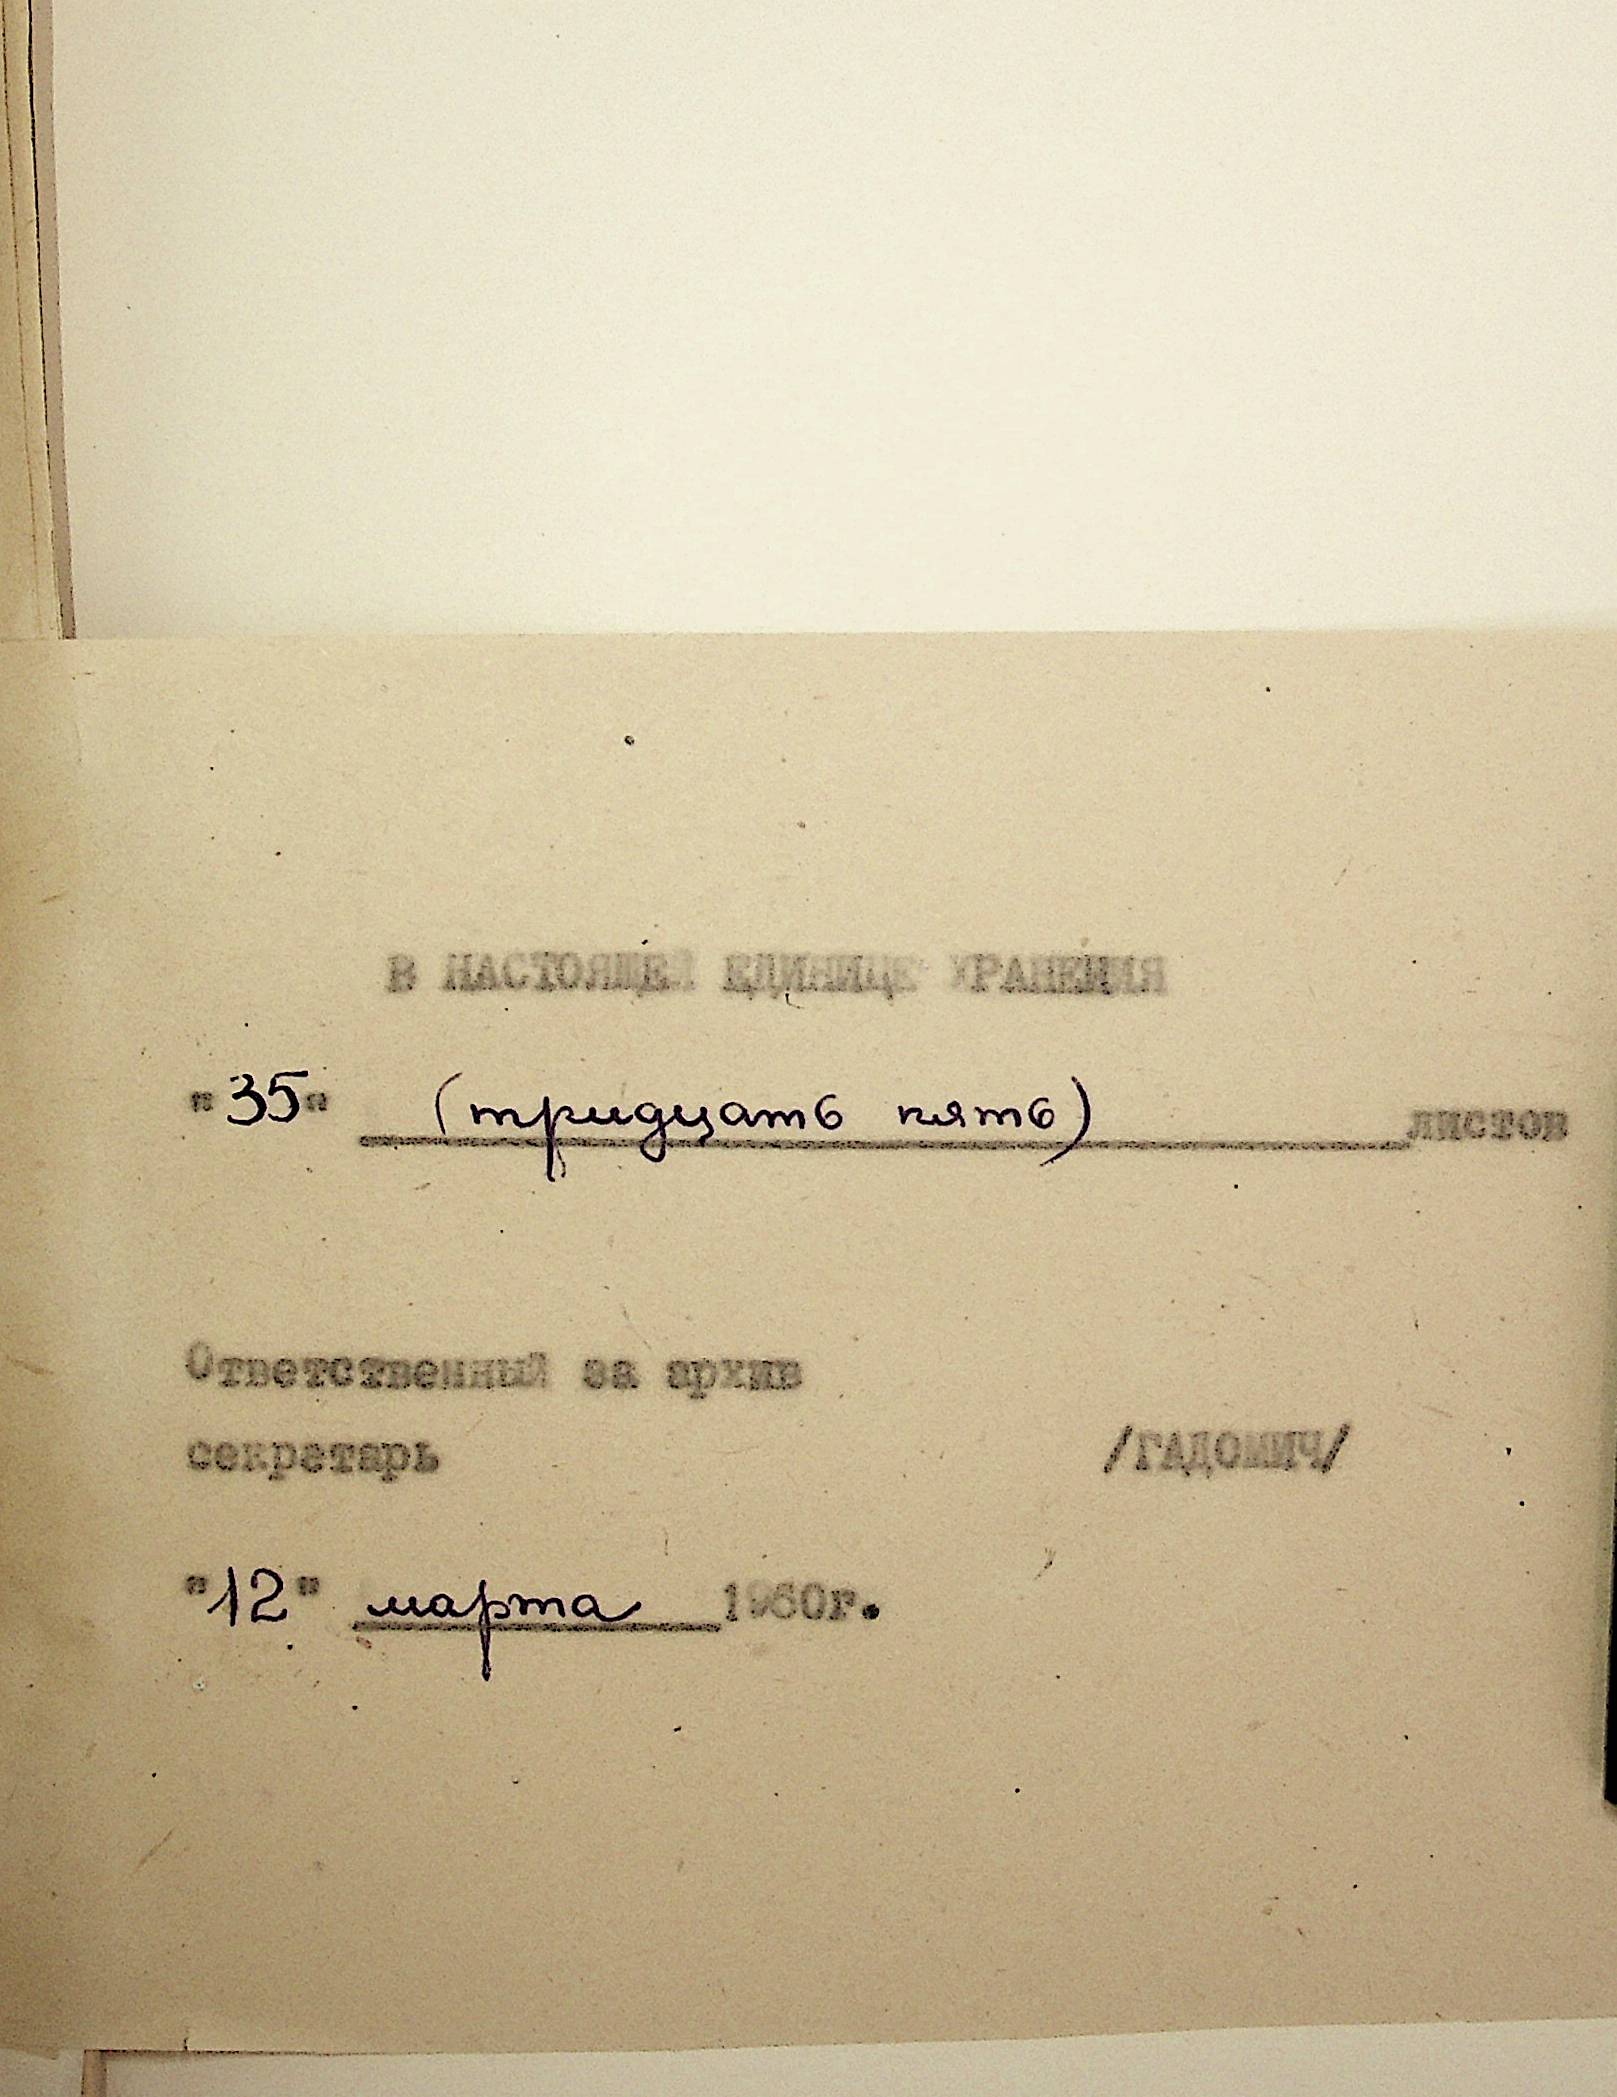 В НАСТОЯЩЕЙ ЕДИНИЦЕ ХРАНЕНИЯ
"35" (тридцать пять) листов
Ответственный за архив
секретарь /ГАДОМИЧ/
"12" марта 1960г.